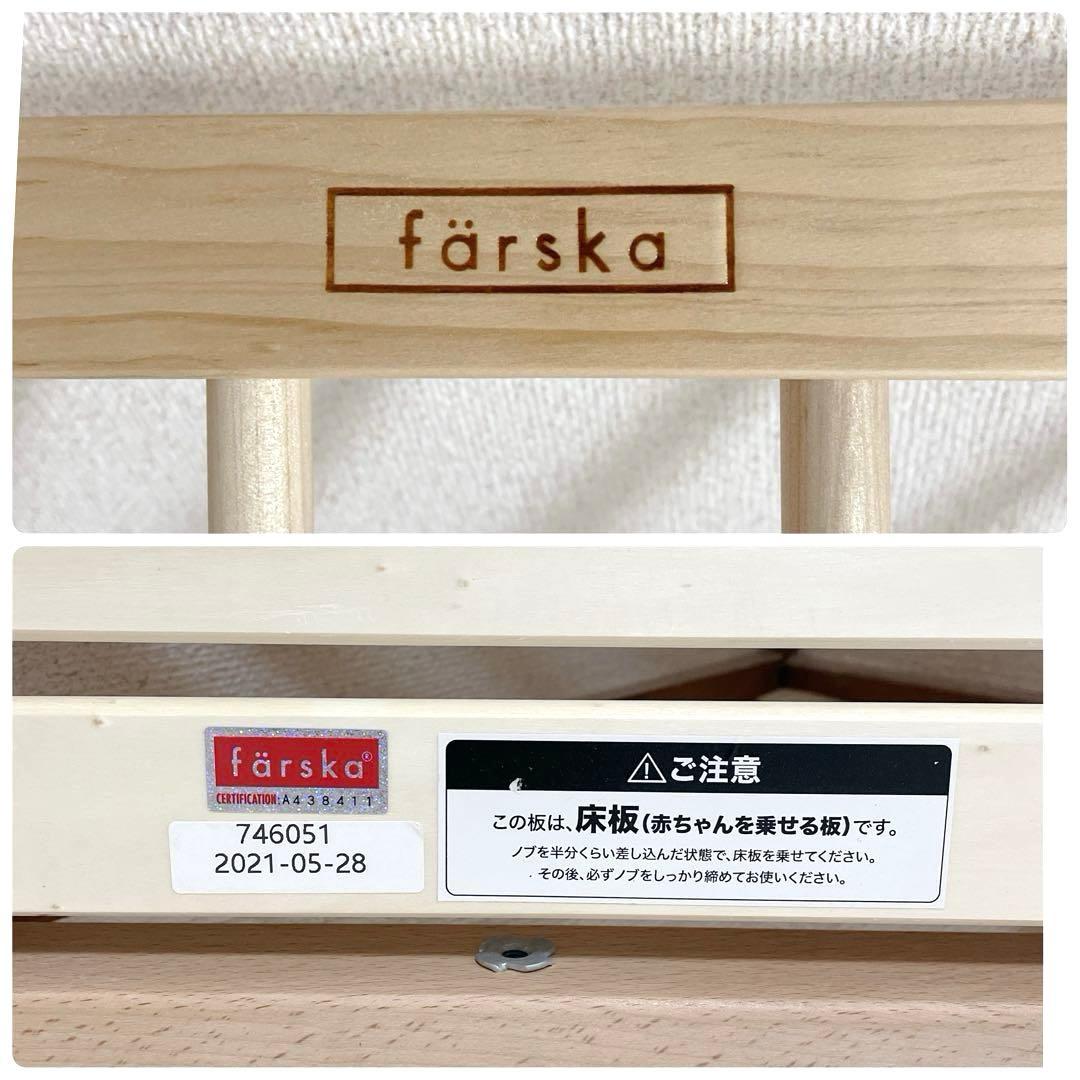 färska
färska®
CERTIFICATION:A438411
746051
2021-05-28
⚠ご注意
この板は、床板(赤ちゃんを乗せる板)です。
ノブを半分くらい差し込んだ状態で、床板を乗せてください。
その後、必ずノブをしっかり締めてお使いください。